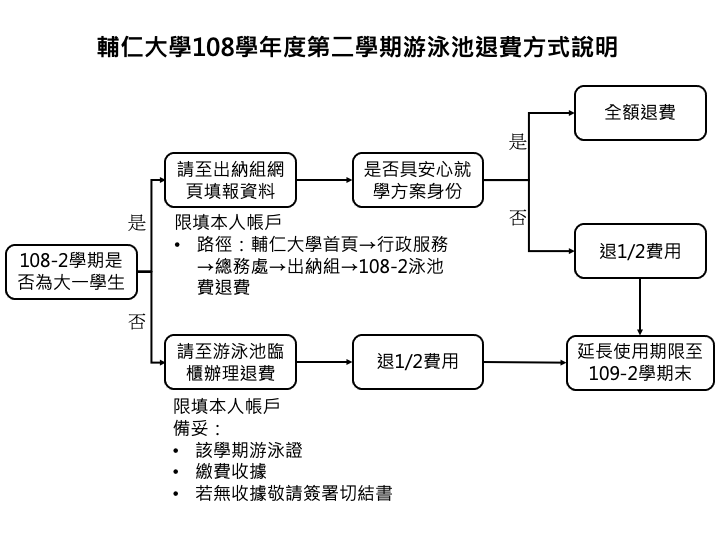 輔仁大學108學年度第二學期游泳池退費方式說明
全額退費
是
請至出納組網
頁填報資料
是否具安心就
學方案身份
是
否
限填本人帳戶
• 路徑：輔仁大學首頁→行政服務
→總務處→出納組→108-2泳池
費退費
退1/2費用
108-2學期是
否為大一學生
否
請至游泳池臨
櫃辦理退費
退1/2費用
延長使用期限至
109-2學期末
限填本人帳戶
備妥：
• 該學期游泳證
• 繳費收據
• 若無收據敬請簽署切結書